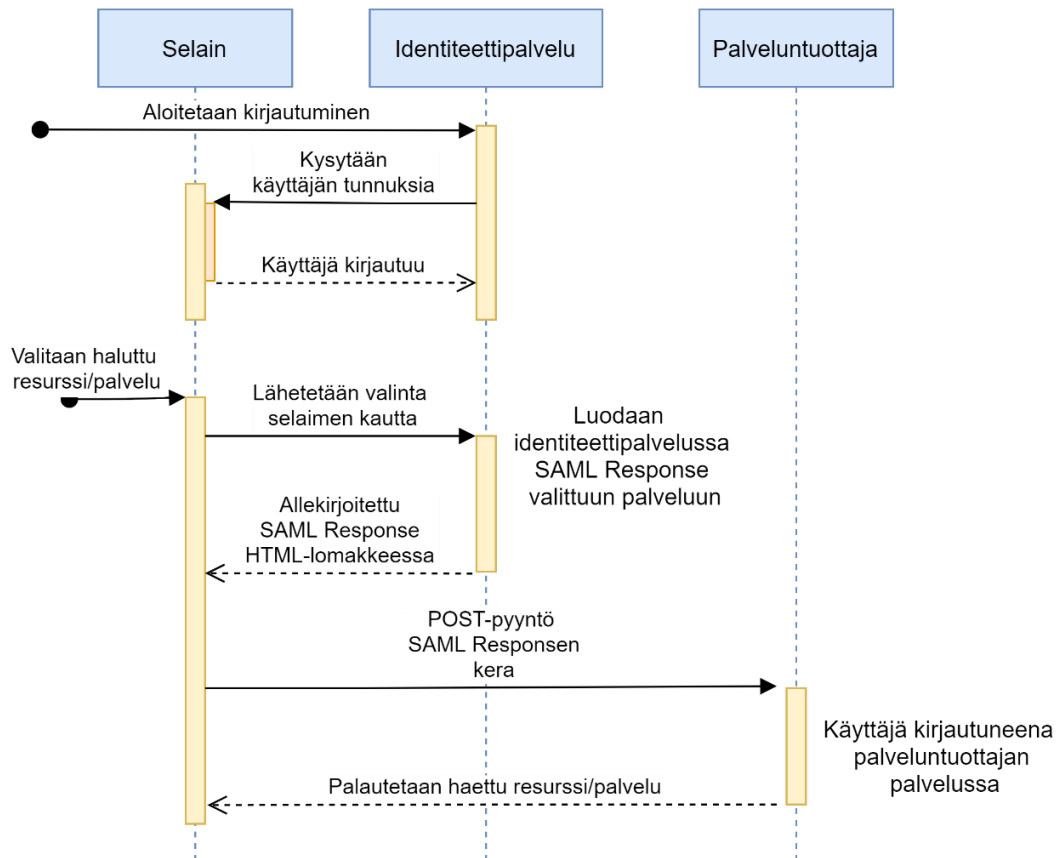 Selain
Identiteettipalvelu
Palveluntuottaja
Aloitetaan kirjautuminen
Kysytään
käyttäjän tunnuksia
Käyttäjä kirjautuu
Valitaan haluttu
resurssi/palvelu
Lähetetään valinta
selaimen kautta
Luodaan
identiteettipalvelussa
SAML Response
valittuun palveluun
Allekirjoitettu
SAML Response
HTML-lomakkeessa
POST-pyyntö
SAML Responsen
kera
Käyttäjä kirjautuneena
palveluntuottajan
palvelussa
Palautetaan haettu resurssi/palvelu